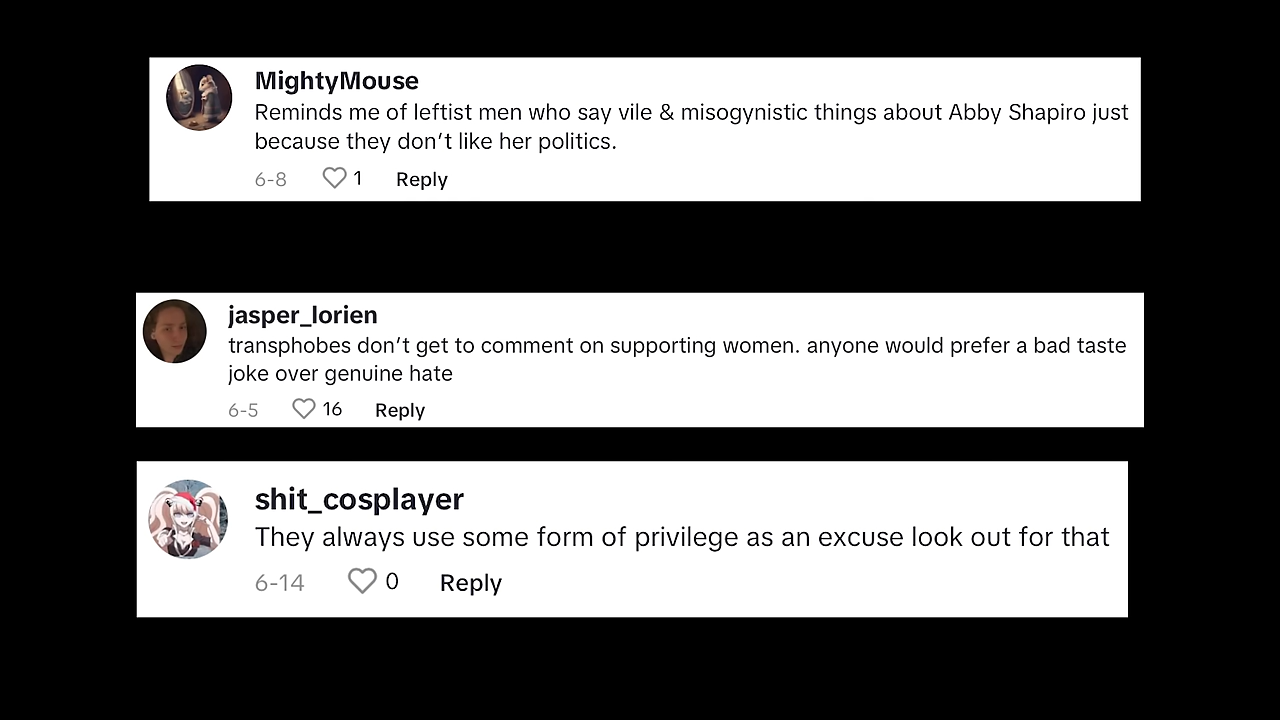 MightyMouse
Reminds me of leftist men who say vile & misogynistic things about Abby Shapiro just
because they don’t like her politics.
6-8 1 Reply
jasper_lorien
transphobes don’t get to comment on supporting women. anyone would prefer a bad taste
joke over genuine hate
6-5 16 Reply
shit_cosplayer
They always use some form of privilege as an excuse look out for that
6-14 0 Reply